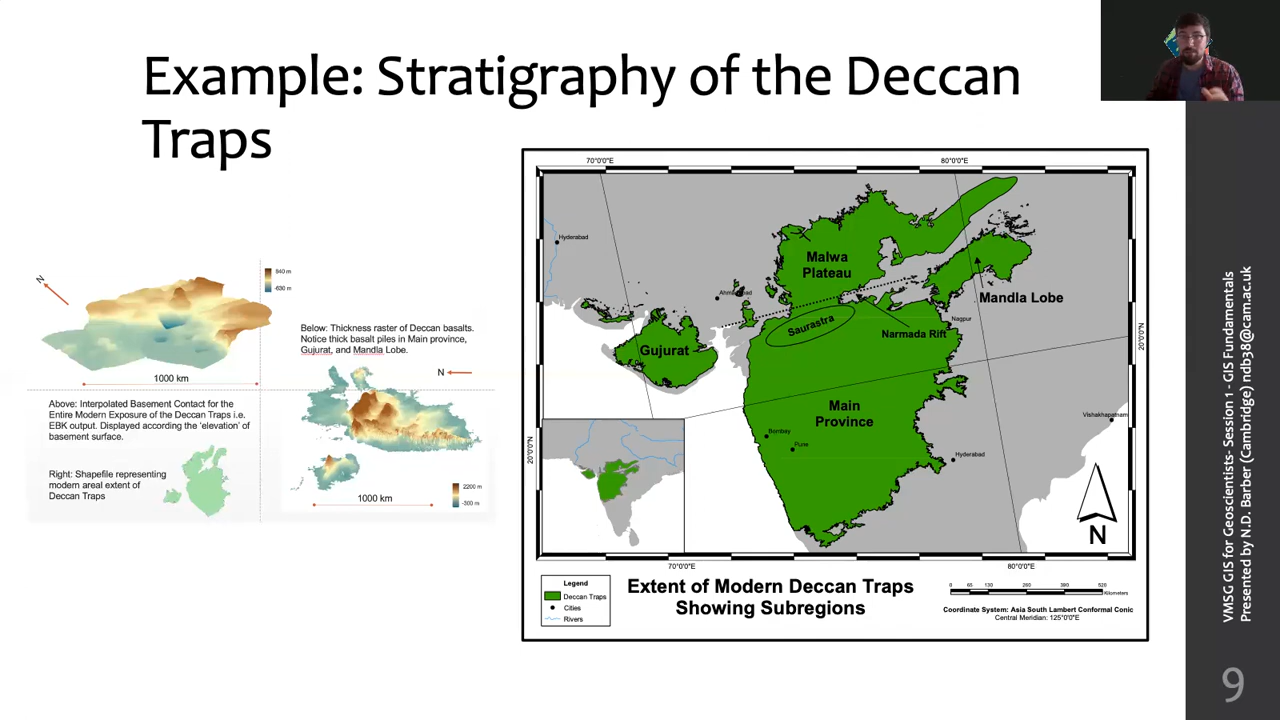 Example: Stratigraphy of the Deccan
Traps
N
840 m
-630 m
1000 km
Below: Thickness raster of Deccan basalts.
Notice thick basalt piles in Main province,
Gujurat, and Mandla Lobe.
N
Above: Interpolated Basement Contact for the
Entire Modern Exposure of the Deccan Traps i.e.
EBK output. Displayed according the ‘elevation’ of
basement surface.
Right: Shapefile representing
modern areal extent of
Deccan Traps
1000 km
2200 m
-300 m
70°0'0"E
80°0'0"E
Hyderabad
Malwa
Plateau
Mandla Lobe
Saurastra
Narmada Rift
Nagpur
Gujurat
20°0'0"N
Main
Province
Bombay
Pune
Hyderabad
Vishakhapatnam
20°0'0"N
N
70°0'0"E
80°0'0"E
Legend
Deccan Traps
Cities
Rivers
Extent of Modern Deccan Traps
Showing Subregions
0 65 130 260 390 520
Kilometers
Coordinate System: Asia South Lambert Conformal Conic
Central Meridian: 125°0'0"E
VMSG GIS for Geoscientists- Session 1 - GIS Fundamentals
Presented by N.D. Barber (Cambridge) ndb38@cam.ac.uk
9